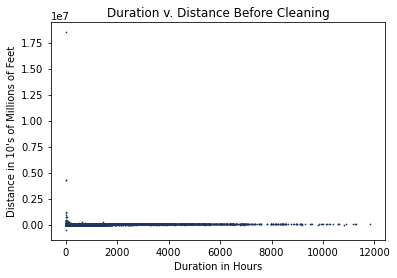 Duration v. Distance Before Cleaning
1e7
1.75
1.50
1.25
1.00
0.75
0.50
0.25
0.00
Distance in 10's of Millions of Feet
0 2000 4000 6000 8000 10000 12000
Duration in Hours